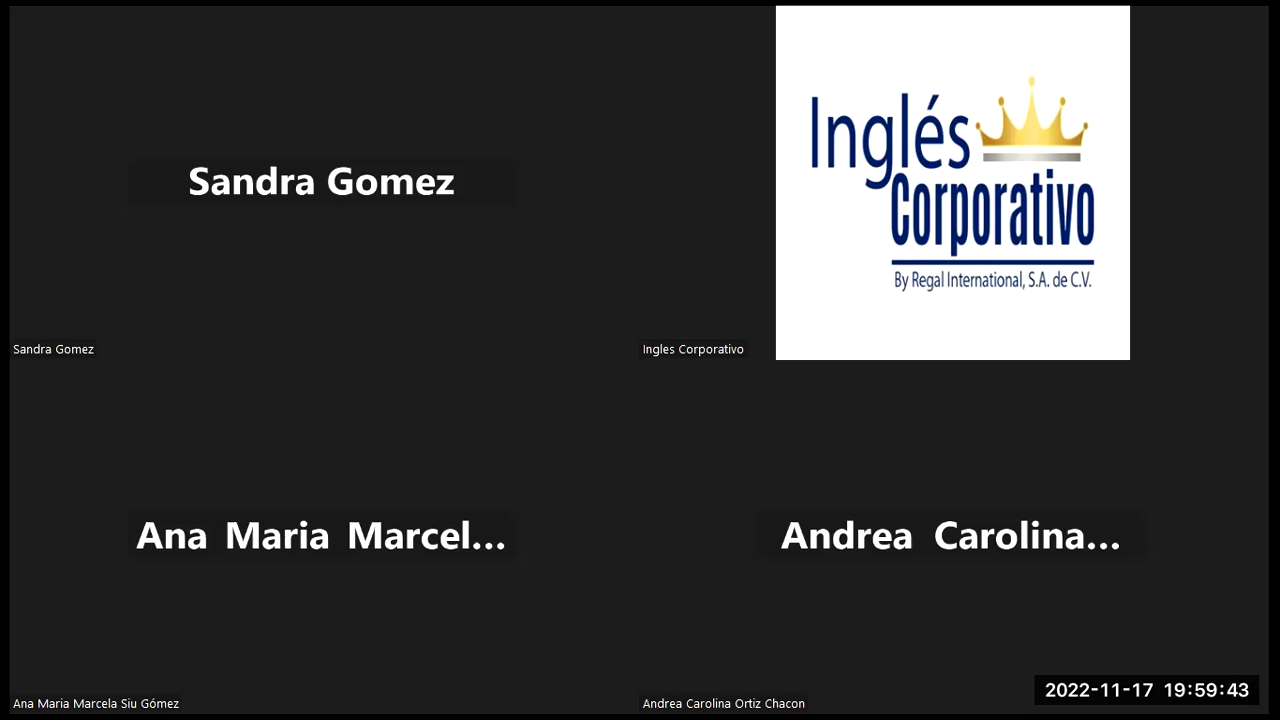 Sandra Gomez
Sandra Gomez
Inglés
Corporativo
By Regal International, S.A. de C.V.
Ingles Corporativo
Ana Maria Marcel...
Ana Maria Marcela Siu Gómez
Andrea Carolina...
Andrea Carolina Ortiz Chacon
2022-11-17 19:59:43